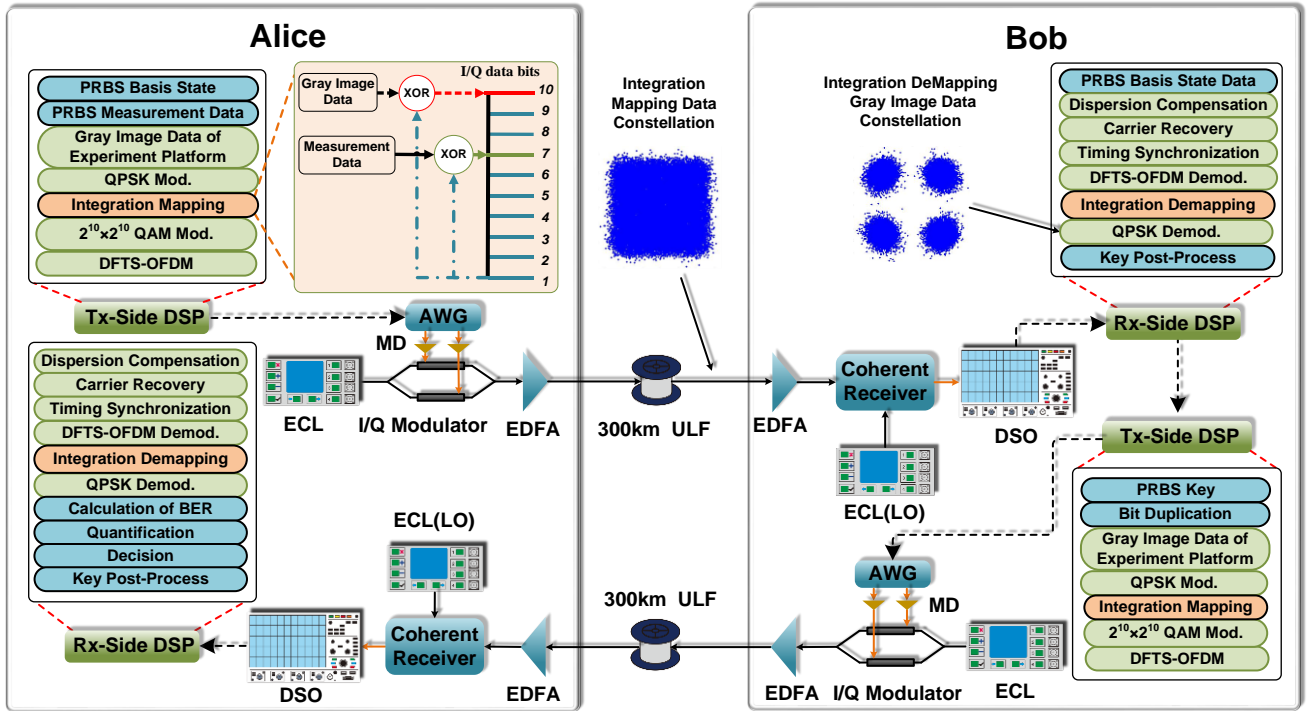 Alice
PRBS Basis State
PRBS Measurement Data
Gray Image Data of
Experiment Platform
QPSK Mod.
Integration Mapping
2¹⁰×2¹⁰ QAM Mod.
DFTS-OFDM
I/Q data bits
Gray Image
Data
XOR
Measurement
Data
XOR
10
9
8
7
6
5
4
3
2
1
Tx-Side DSP
AWG
MD
ECL
I/Q Modulator
EDFA
Dispersion Compensation
Carrier Recovery
Timing Synchronization
DFTS-OFDM Demod.
Integration Demapping
QPSK Demod.
Calculation of BER
Quantification
Decision
Key Post-Process
Rx-Side DSP
DSO
ECL(LO)
Coherent
Receiver
EDFA
Integration
Mapping Data
Constellation
300km ULF
300km ULF
Bob
Integration DeMapping
Gray Image Data
Constellation
PRBS Basis State Data
Dispersion Compensation
Carrier Recovery
Timing Synchronization
DFTS-OFDM Demod.
Integration Demapping
QPSK Demod.
Key Post-Process
EDFA
Coherent
Receiver
ECL(LO)
DSO
Rx-Side DSP
Tx-Side DSP
PRBS Key
Bit Duplication
Gray Image Data of
Experiment Platform
QPSK Mod.
Integration Mapping
2¹⁰×2¹⁰ QAM Mod.
DFTS-OFDM
AWG
MD
EDFA
I/Q Modulator
ECL